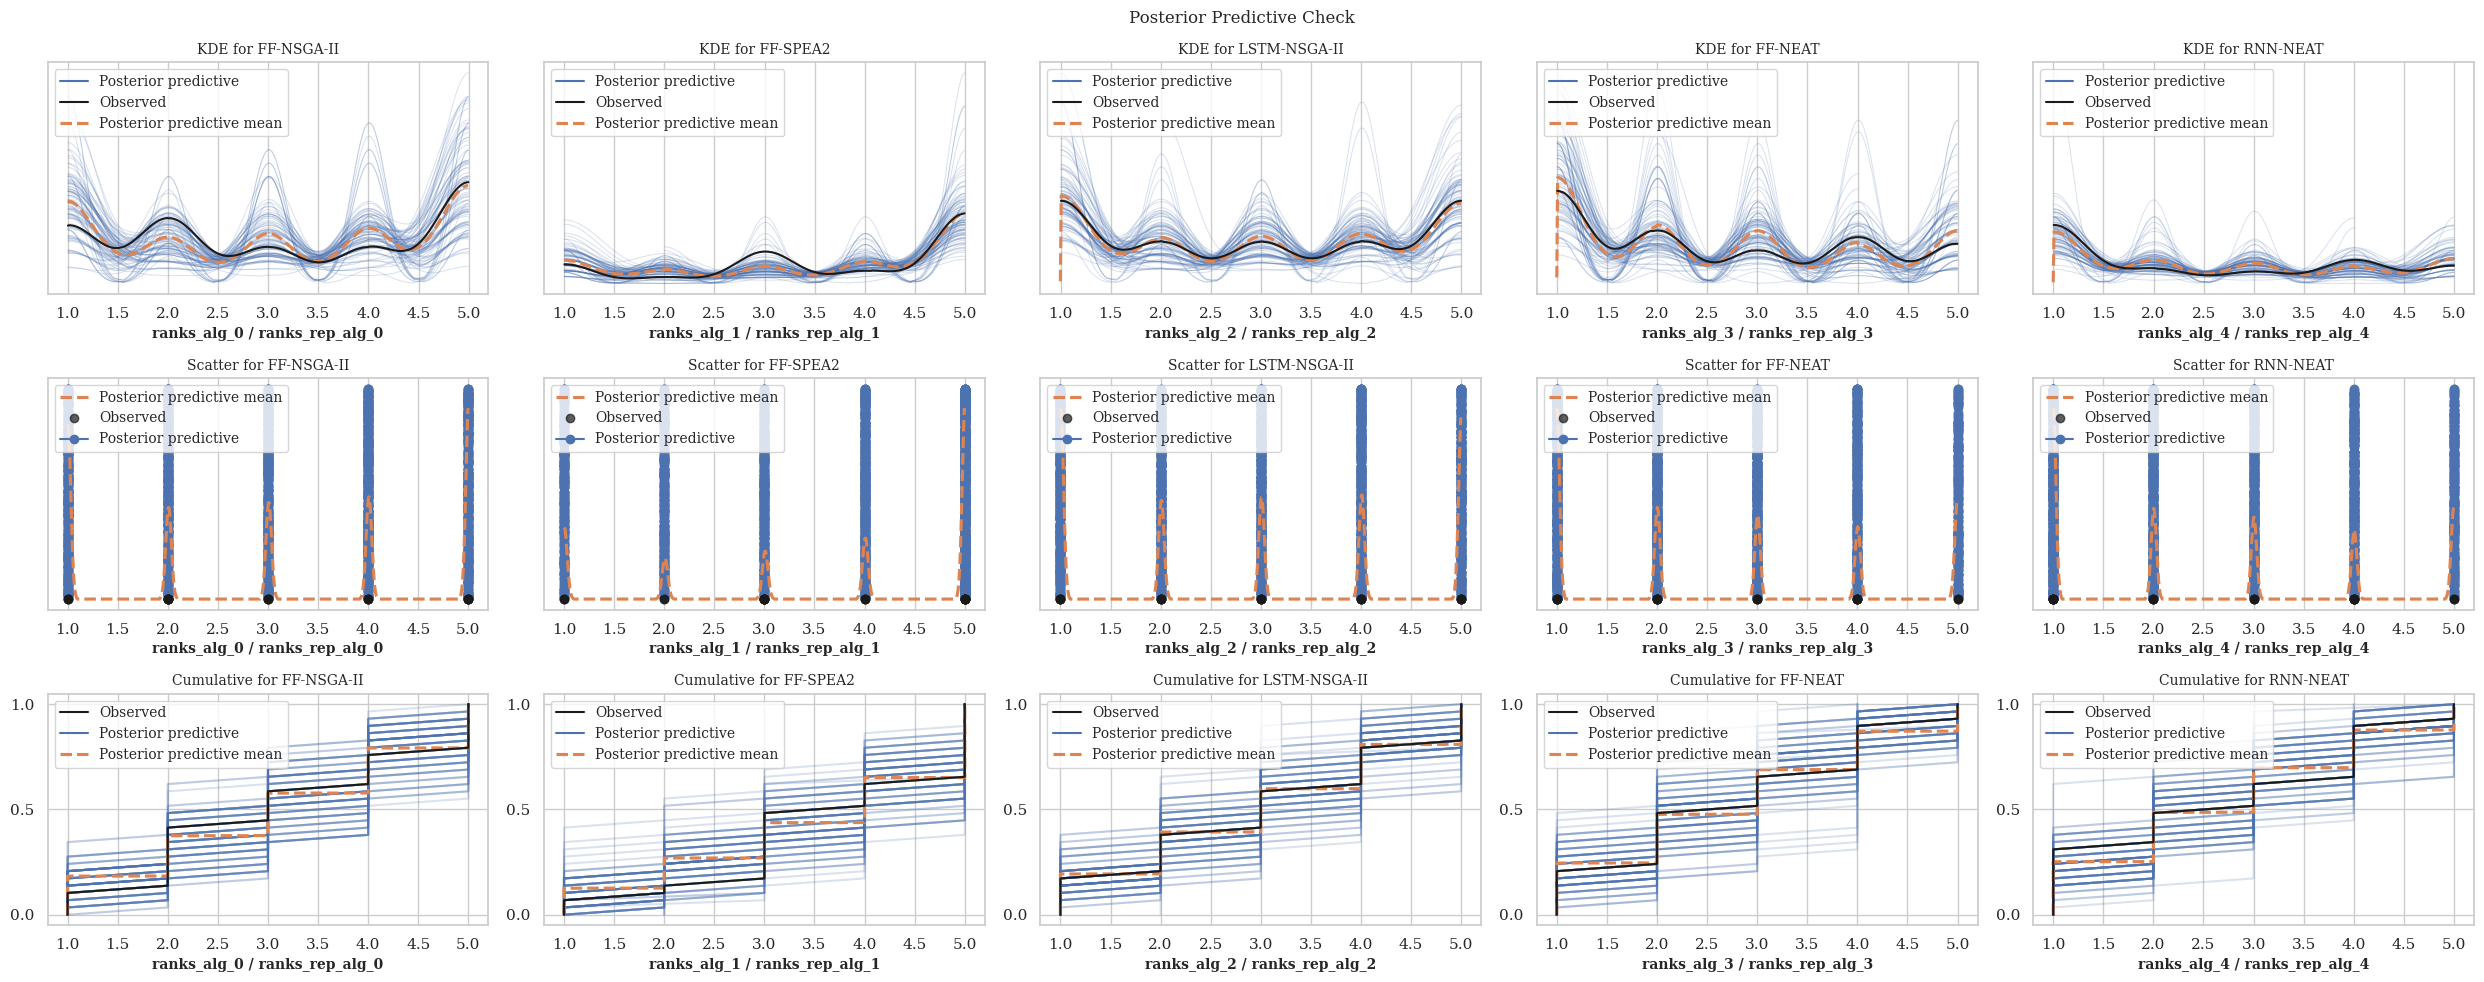 Posterior Predictive Check
KDE for FF-NSGA-II
Posterior predictive
Observed
Posterior predictive mean
1.0 1.5 2.0 2.5 3.0 3.5 4.0 4.5 5.0
ranks_alg_0 / ranks_rep_alg_0
KDE for FF-SPEA2
Posterior predictive
Observed
Posterior predictive mean
1.0 1.5 2.0 2.5 3.0 3.5 4.0 4.5 5.0
ranks_alg_1 / ranks_rep_alg_1
KDE for LSTM-NSGA-II
Posterior predictive
Observed
Posterior predictive mean
1.0 1.5 2.0 2.5 3.0 3.5 4.0 4.5 5.0
ranks_alg_2 / ranks_rep_alg_2
KDE for FF-NEAT
Posterior predictive
Observed
Posterior predictive mean
1.0 1.5 2.0 2.5 3.0 3.5 4.0 4.5 5.0
ranks_alg_3 / ranks_rep_alg_3
KDE for RNN-NEAT
Posterior predictive
Observed
Posterior predictive mean
1.0 1.5 2.0 2.5 3.0 3.5 4.0 4.5 5.0
ranks_alg_4 / ranks_rep_alg_4
Scatter for FF-NSGA-II
Posterior predictive mean
Observed
Posterior predictive
1.0 1.5 2.0 2.5 3.0 3.5 4.0 4.5 5.0
ranks_alg_0 / ranks_rep_alg_0
Scatter for FF-SPEA2
Posterior predictive mean
Observed
Posterior predictive
1.0 1.5 2.0 2.5 3.0 3.5 4.0 4.5 5.0
ranks_alg_1 / ranks_rep_alg_1
Scatter for LSTM-NSGA-II
Posterior predictive mean
Observed
Posterior predictive
1.0 1.5 2.0 2.5 3.0 3.5 4.0 4.5 5.0
ranks_alg_2 / ranks_rep_alg_2
Scatter for FF-NEAT
Posterior predictive mean
Observed
Posterior predictive
1.0 1.5 2.0 2.5 3.0 3.5 4.0 4.5 5.0
ranks_alg_3 / ranks_rep_alg_3
Scatter for RNN-NEAT
Posterior predictive mean
Observed
Posterior predictive
1.0 1.5 2.0 2.5 3.0 3.5 4.0 4.5 5.0
ranks_alg_4 / ranks_rep_alg_4
Cumulative for FF-NSGA-II
Observed
Posterior predictive
Posterior predictive mean
1.0
0.5
0.0
1.0 1.5 2.0 2.5 3.0 3.5 4.0 4.5 5.0
ranks_alg_0 / ranks_rep_alg_0
Cumulative for FF-SPEA2
Observed
Posterior predictive
Posterior predictive mean
1.0
0.5
0.0
1.0 1.5 2.0 2.5 3.0 3.5 4.0 4.5 5.0
ranks_alg_1 / ranks_rep_alg_1
Cumulative for LSTM-NSGA-II
Observed
Posterior predictive
Posterior predictive mean
1.0
0.5
0.0
1.0 1.5 2.0 2.5 3.0 3.5 4.0 4.5 5.0
ranks_alg_2 / ranks_rep_alg_2
Cumulative for FF-NEAT
Observed
Posterior predictive
Posterior predictive mean
1.0
0.5
0.0
1.0 1.5 2.0 2.5 3.0 3.5 4.0 4.5 5.0
ranks_alg_3 / ranks_rep_alg_3
Cumulative for RNN-NEAT
Observed
Posterior predictive
Posterior predictive mean
1.0
0.5
0.0
1.0 1.5 2.0 2.5 3.0 3.5 4.0 4.5 5.0
ranks_alg_4 / ranks_rep_alg_4